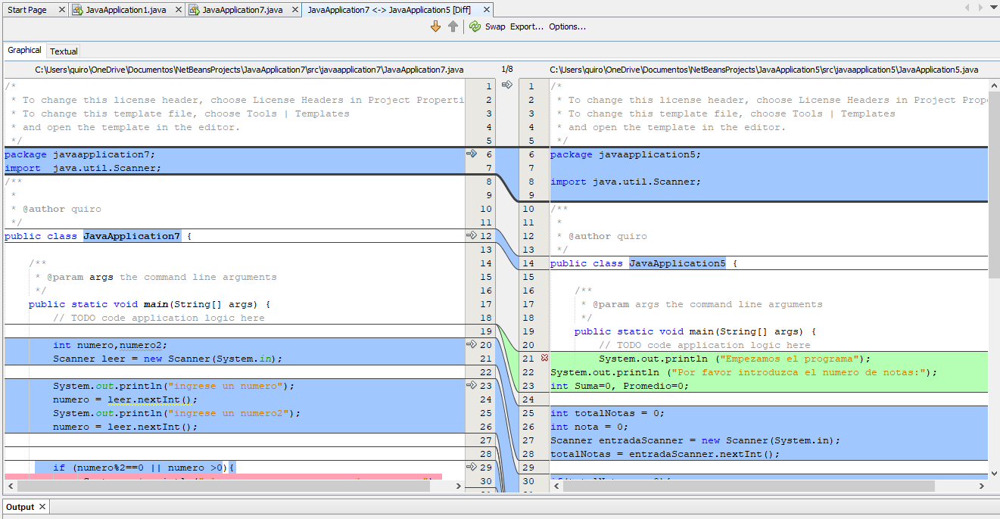 Start Page
JavaApplication1.java
JavaApplication7.java
JavaApplication7 <-> JavaApplication5 [Diff]
Swap Export... Options...
Graphical
Textual
C:\Users\quiro\OneDrive\Documentos\NetBeansProjects\JavaApplication7\src\javaapplication7\JavaApplication7.java
1/8
C:\Users\quiro\OneDrive\Documentos\NetBeansProjects\JavaApplication5\src\javaapplication5\JavaApplication5.java
/* 1
* To change this license header, choose License Headers in Project Properti 2
* To change this template file, choose Tools | Templates 3
* and open the template in the editor. 4
*/ 5
package javaapplication7; 6
import java.util.Scanner; 7
/** 8
* 9
* @author quiro 10
*/ 11
public class JavaApplication7 { 12
13
/** 14
* @param args the command line arguments 15
*/ 16
public static void main(String[] args) { 17
// TODO code application logic here 18
19
int numero,numero2; 20
Scanner leer = new Scanner(System.in); 21
22
System.out.println("ingrese un numero"); 23
numero = leer.nextInt(); 24
System.out.println("ingrese un numero2"); 25
numero = leer.nextInt(); 26
27
28
if (numero%2==0 || numero >0){ 29
30
1 /*
2 * To change this license header, choose License Headers in Project Prop
3 * To change this template file, choose Tools | Templates
4 * and open the template in the editor.
5 */
6 package javaapplication5;
7
8 import java.util.Scanner;
9
10 /**
11 *
12 * @author quiro
13 */
14 public class JavaApplication5 {
15
16 /**
17 * @param args the command line arguments
18 */
19 public static void main(String[] args) {
20 // TODO code application logic here
21 System.out.println ("Empezamos el programa");
22 System.out.println ("Por favor introduzca el numero de notas:");
23 int Suma=0, Promedio=0;
24
25 int totalNotas = 0;
26 int nota = 0;
27 Scanner entradaScanner = new Scanner(System.in);
28 totalNotas = entradaScanner.nextInt();
29
30
Output